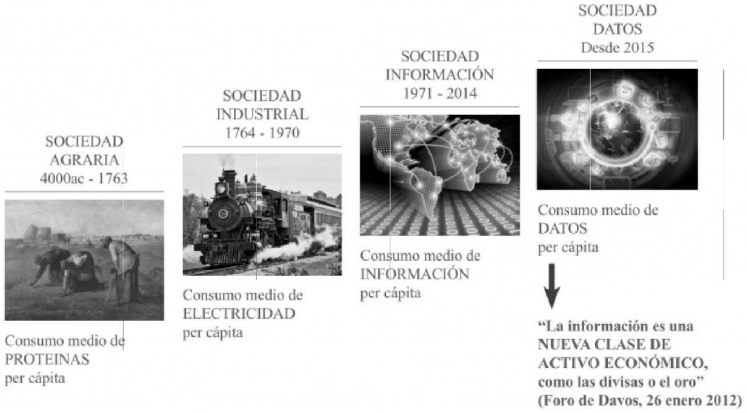 SOCIEDAD
AGRARIA
4000ac - 1763
Consumo medio de
PROTEINAS
per cápita
SOCIEDAD
INDUSTRIAL
1764 - 1970
Consumo medio de
ELECTRICIDAD
per cápita
SOCIEDAD
INFORMACIÓN
1971 - 2014
Consumo medio de
INFORMACIÓN
per cápita
SOCIEDAD
DATOS
Desde 2015
Consumo medio de
DATOS
per cápita
“La información es una
NUEVA CLASE DE
ACTIVO ECONÓMICO,
como las divisas o el oro”
(Foro de Davos, 26 enero 2012)